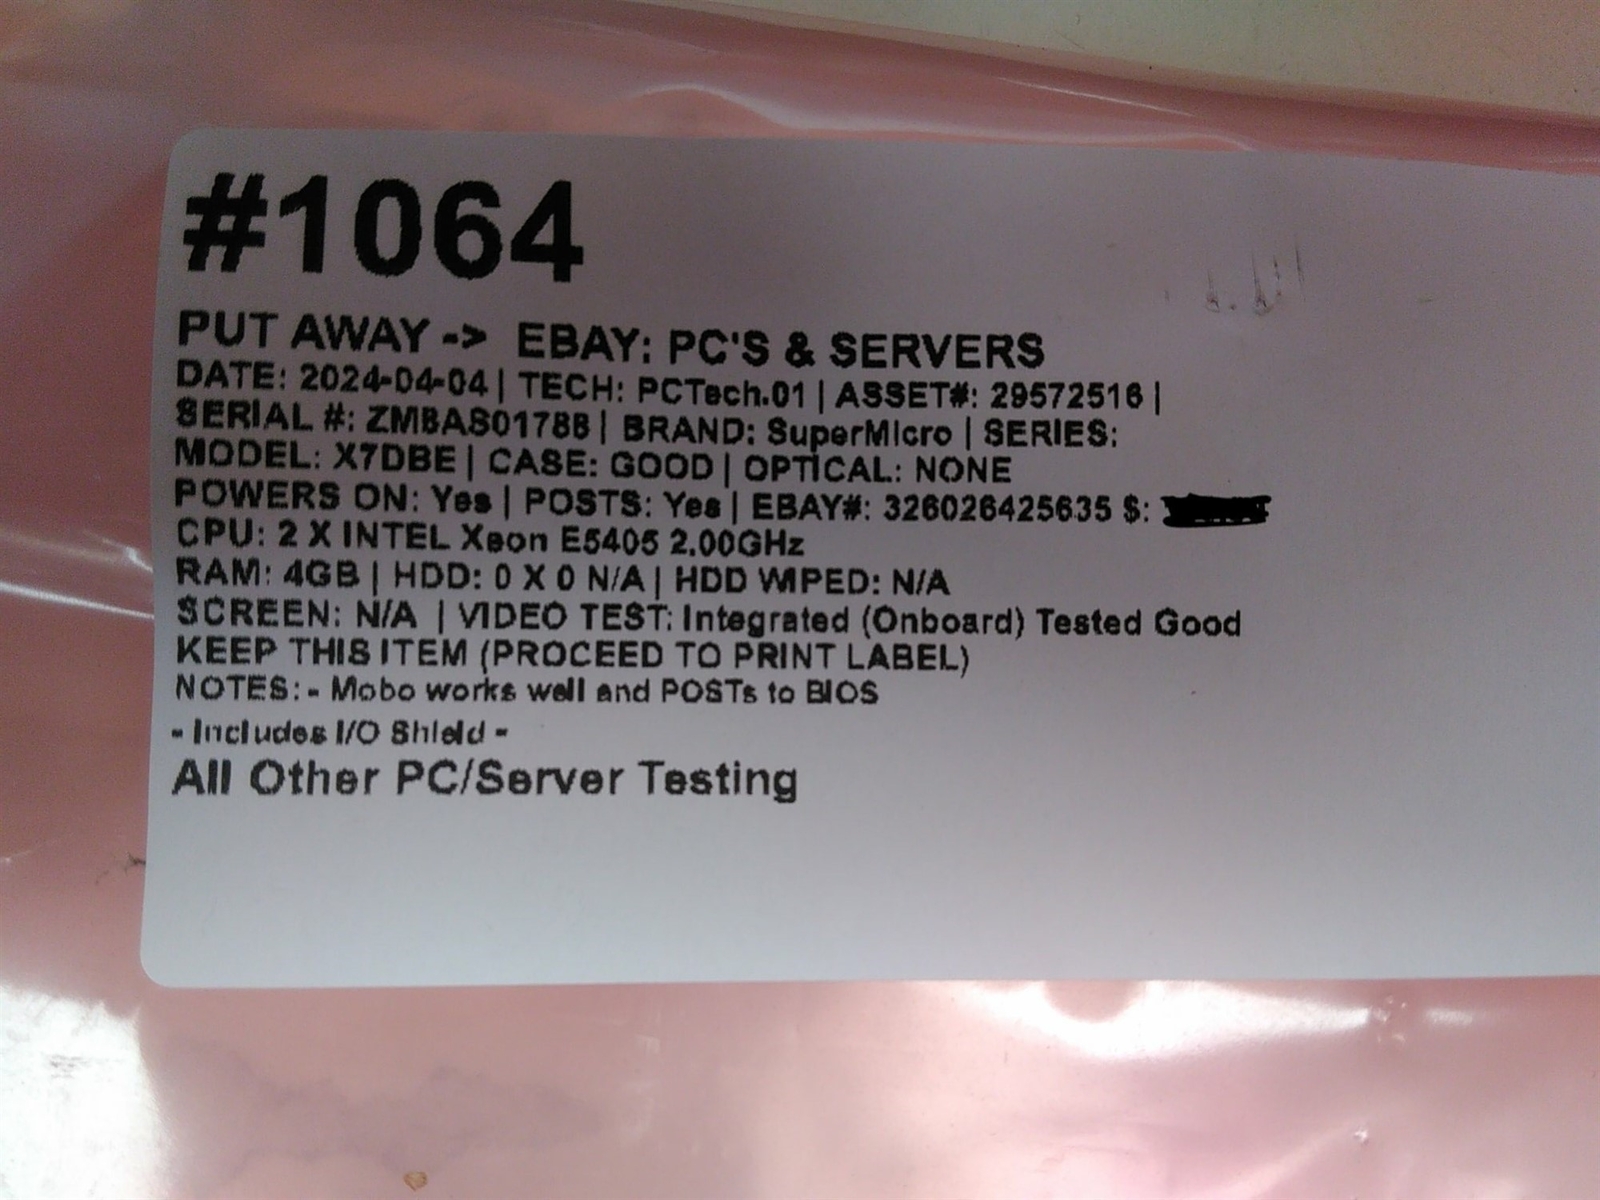 #1064
PUT AWAY -> EBAY: PC'S & SERVERS
DATE: 2024-04-04 | TECH: PCTech.01 | ASSET#: 29572516 |
SERIAL #: ZM8AS01788 | BRAND: SuperMicro | SERIES:
MODEL: X7DBE | CASE: GOOD | OPTICAL: NONE
POWERS ON: Yes | POSTS: Yes | EBAY#: 326026425635 $:
CPU: 2 X INTEL Xeon E5405 2.00GHz
RAM: 4GB | HDD: 0 X 0 N/A | HDD WIPED: N/A
SCREEN: N/A | VIDEO TEST: Integrated (Onboard) Tested Good
KEEP THIS ITEM (PROCEED TO PRINT LABEL)
NOTES: - Mobo works well and POSTs to BIOS
- Includes I/O Shield -
All Other PC/Server Testing